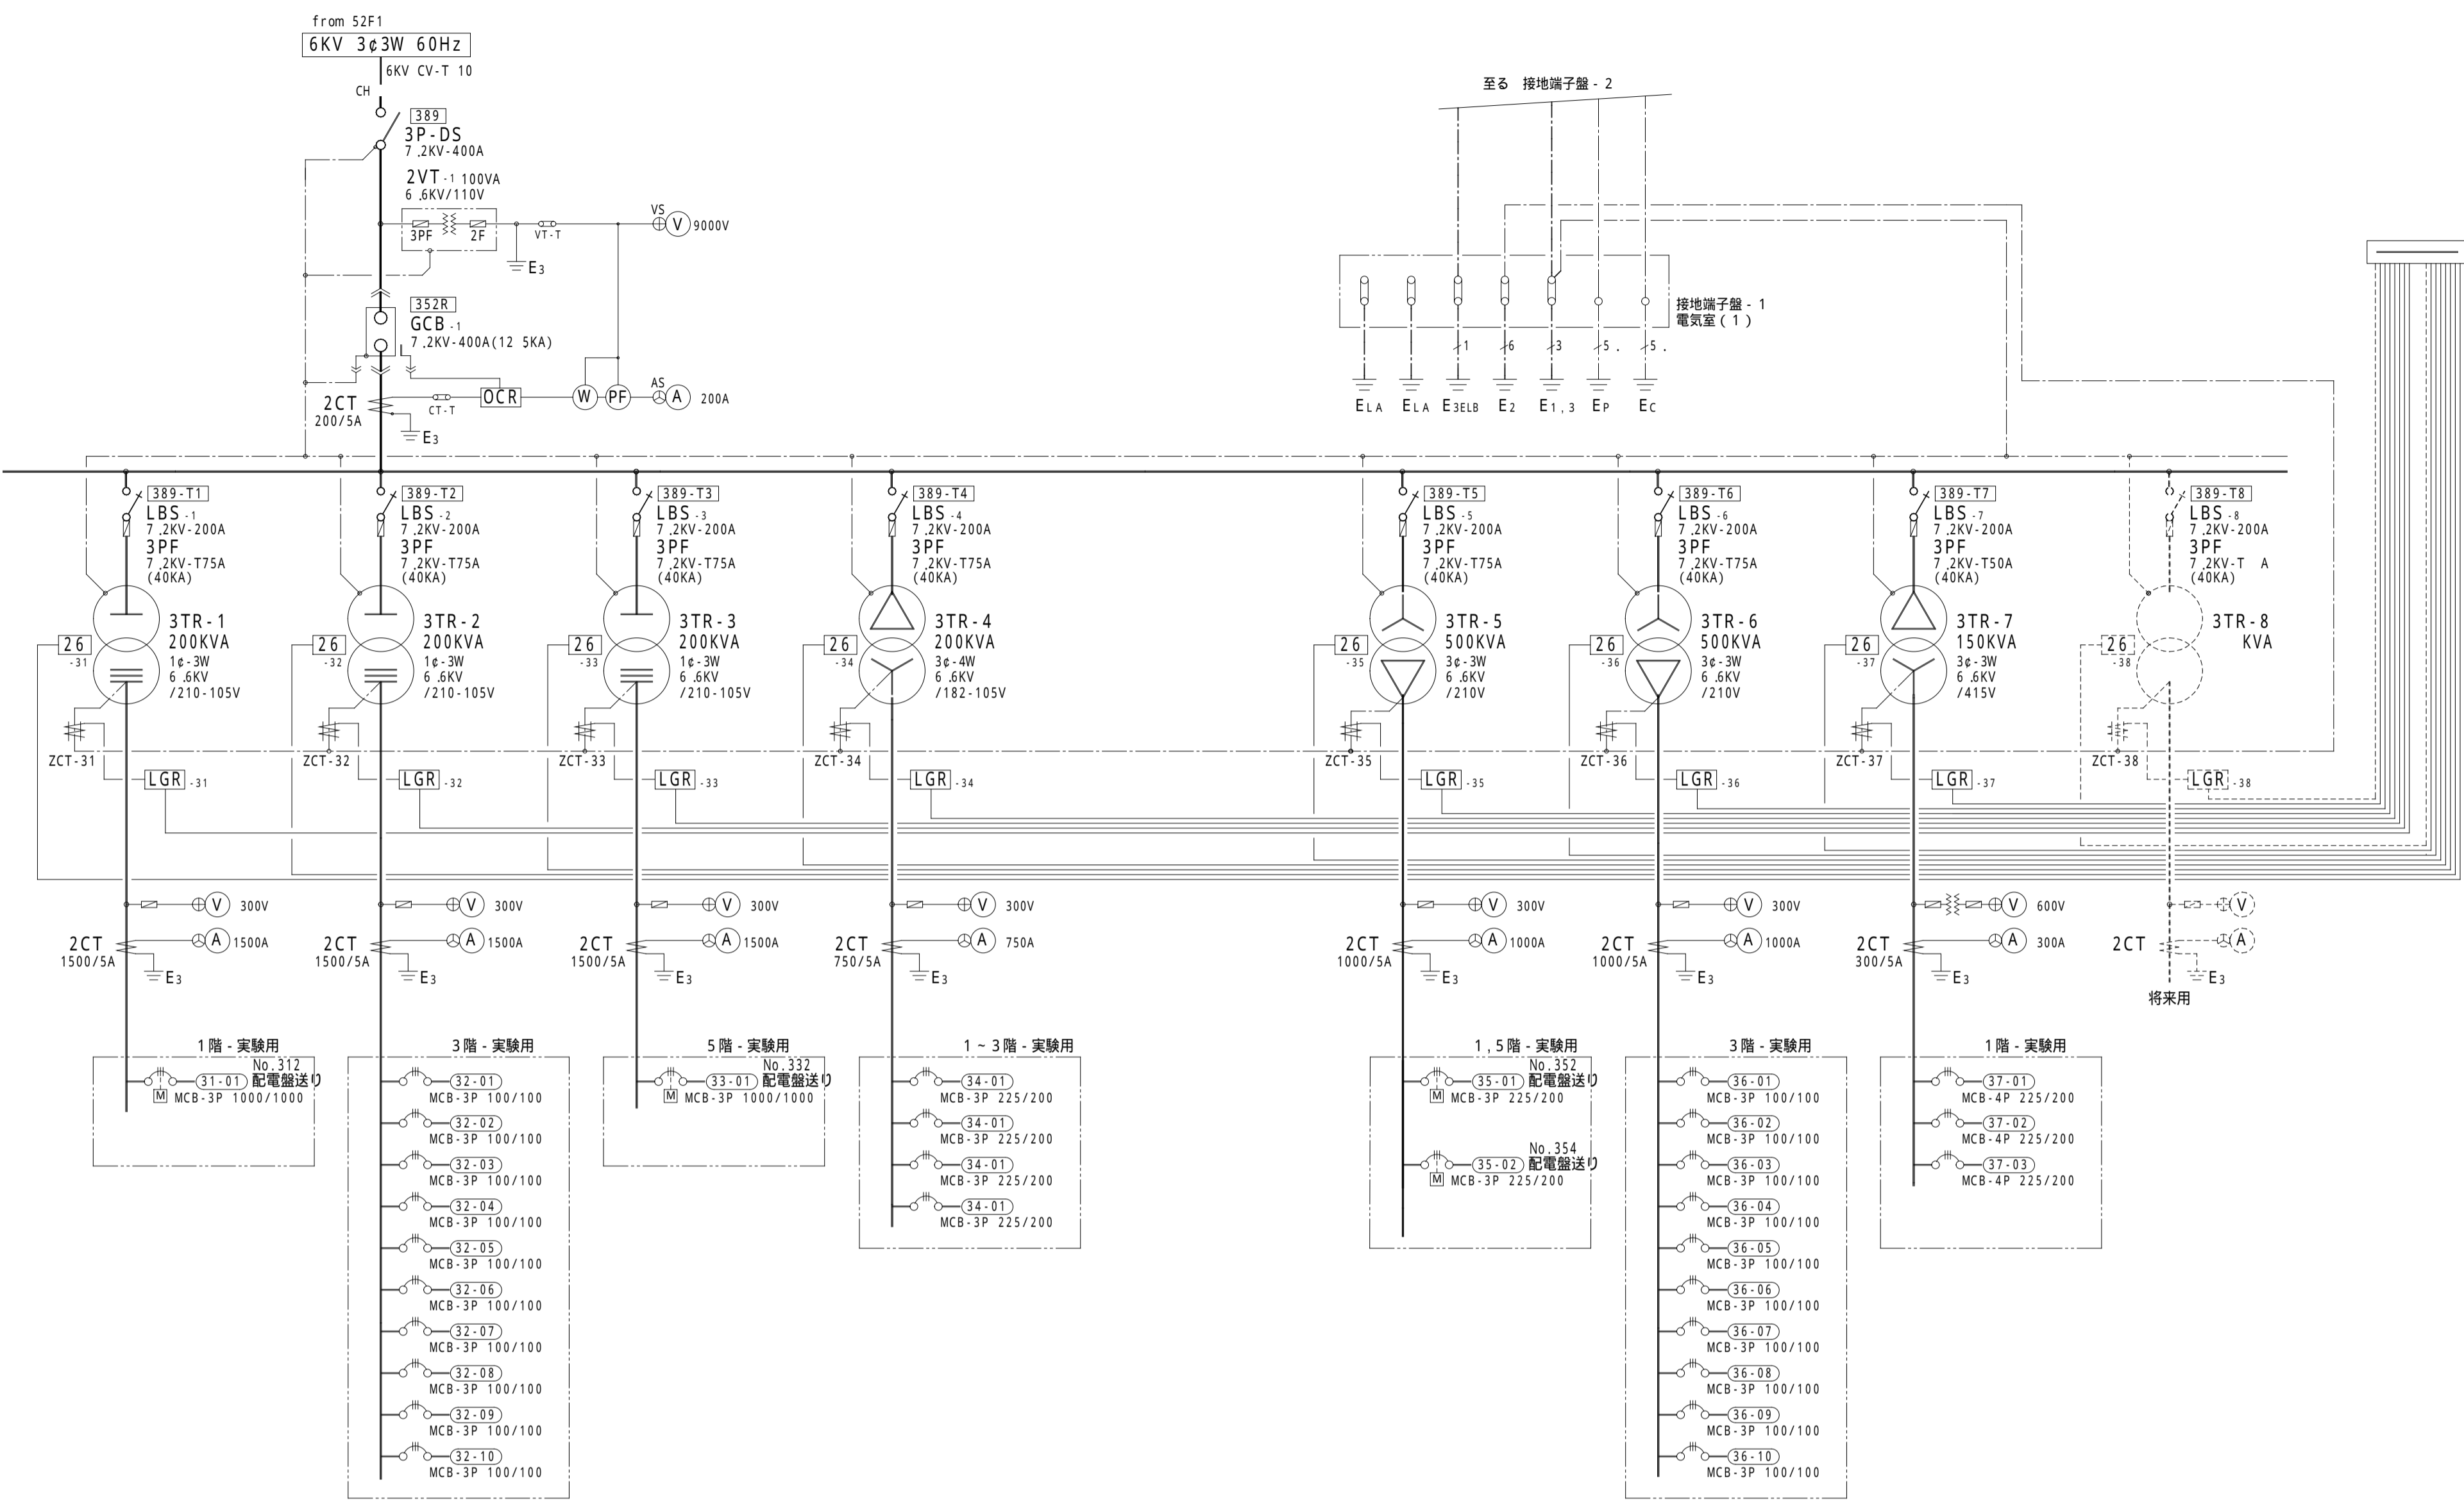 from 52F1
6KV 3¢3W 60Hz
6KV CV-T 10
CH
389
3P-DS
7.2KV-400A
2VT-1 100VA
6.6KV/110V
3PF
2F
VT-T
VS
V
9000V
E3
352R
GCB-1
7.2KV-400A(12 5KA)
2CT
200/5A
CT-T
OCR
W
PF
AS
A
200A
E3
至る 接地端子盤-2
接地端子盤-1
電気室(1)
1
6
3
5.
5.
ELA
ELA
E3ELB
E2
E1,3
EP
EC
389-T1
LBS-1
7.2KV-200A
3PF
7.2KV-T75A
(40KA)
3TR-1
200KVA
1¢-3W
6.6KV
/210-105V
26
-31
ZCT-31
LGR-31
V
300V
A
1500A
2CT
1500/5A
E3
389-T2
LBS-2
7.2KV-200A
3PF
7.2KV-T75A
(40KA)
3TR-2
200KVA
1¢-3W
6.6KV
/210-105V
26
-32
ZCT-32
LGR-32
V
300V
A
1500A
2CT
1500/5A
E3
389-T3
LBS-3
7.2KV-200A
3PF
7.2KV-T75A
(40KA)
3TR-3
200KVA
1¢-3W
6.6KV
/210-105V
26
-33
ZCT-33
LGR-33
V
300V
A
1500A
2CT
1500/5A
E3
389-T4
LBS-4
7.2KV-200A
3PF
7.2KV-T75A
(40KA)
3TR-4
200KVA
3¢-4W
6.6KV
/182-105V
26
-34
ZCT-34
LGR-34
V
300V
A
750A
2CT
750/5A
E3
389-T5
LBS-5
7.2KV-200A
3PF
7.2KV-T75A
(40KA)
3TR-5
500KVA
3¢-3W
6.6KV
/210V
26
-35
ZCT-35
LGR-35
V
300V
A
1000A
2CT
1000/5A
E3
389-T6
LBS-6
7.2KV-200A
3PF
7.2KV-T75A
(40KA)
3TR-6
500KVA
3¢-3W
6.6KV
/210V
26
-36
ZCT-36
LGR-36
V
300V
A
1000A
2CT
1000/5A
E3
389-T7
LBS-7
7.2KV-200A
3PF
7.2KV-T50A
(40KA)
3TR-7
150KVA
3¢-3W
6.6KV
/415V
26
-37
ZCT-37
LGR-37
V
600V
A
300A
2CT
300/5A
E3
389-T8
LBS-8
7.2KV-200A
3PF
7.2KV-T A
(40KA)
3TR-8
KVA
26
-38
ZCT-38
LGR-38
V
A
2CT
E3
将来用
1階-実験用
No.312
31-01 配電盤送り
M MCB-3P 1000/1000
3階-実験用
32-01
MCB-3P 100/100
32-02
MCB-3P 100/100
32-03
MCB-3P 100/100
32-04
MCB-3P 100/100
32-05
MCB-3P 100/100
32-06
MCB-3P 100/100
32-07
MCB-3P 100/100
32-08
MCB-3P 100/100
32-09
MCB-3P 100/100
32-10
MCB-3P 100/100
5階-実験用
No.332
33-01 配電盤送り
M MCB-3P 1000/1000
1~3階-実験用
34-01
MCB-3P 225/200
34-01
MCB-3P 225/200
34-01
MCB-3P 225/200
34-01
MCB-3P 225/200
1,5階-実験用
No.352
35-01 配電盤送り
M MCB-3P 225/200
No.354
35-02 配電盤送り
M MCB-3P 225/200
3階-実験用
36-01
MCB-3P 100/100
36-02
MCB-3P 100/100
36-03
MCB-3P 100/100
36-04
MCB-3P 100/100
36-05
MCB-3P 100/100
36-06
MCB-3P 100/100
36-07
MCB-3P 100/100
36-08
MCB-3P 100/100
36-09
MCB-3P 100/100
36-10
MCB-3P 100/100
1階-実験用
37-01
MCB-4P 225/200
37-02
MCB-4P 225/200
37-03
MCB-4P 225/200